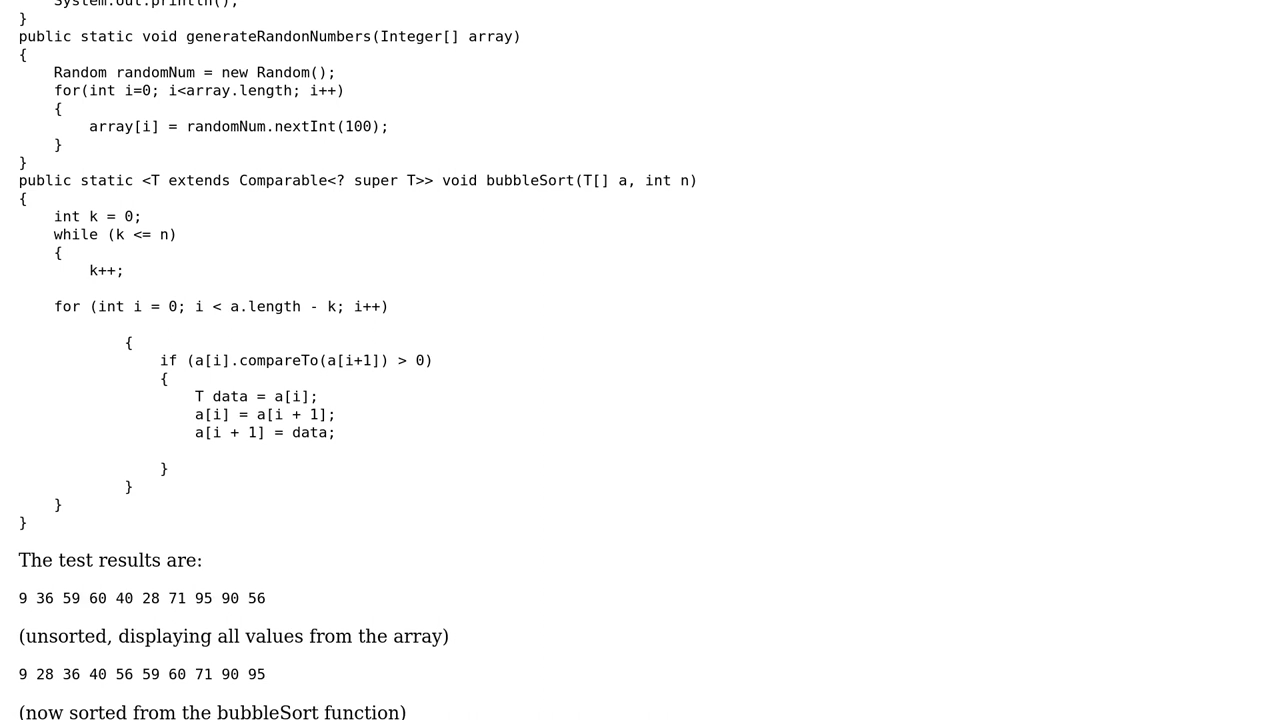 System.out.println();
}
public static void generateRandonNumbers(Integer[] array)
{
    Random randomNum = new Random();
    for(int i=0; i<array.length; i++)
    {
        array[i] = randomNum.nextInt(100);
    }
}
public static <T extends Comparable<? super T>> void bubbleSort(T[] a, int n)
{
    int k = 0;
    while (k <= n)
    {
        k++;
    for (int i = 0; i < a.length - k; i++)
            {
                if (a[i].compareTo(a[i+1]) > 0)
                {
                    T data = a[i];
                    a[i] = a[i + 1];
                    a[i + 1] = data;
                }
            }
    }
}
The test results are:
9 36 59 60 40 28 71 95 90 56
(unsorted, displaying all values from the array)
9 28 36 40 56 59 60 71 90 95
(now sorted from the bubbleSort function)